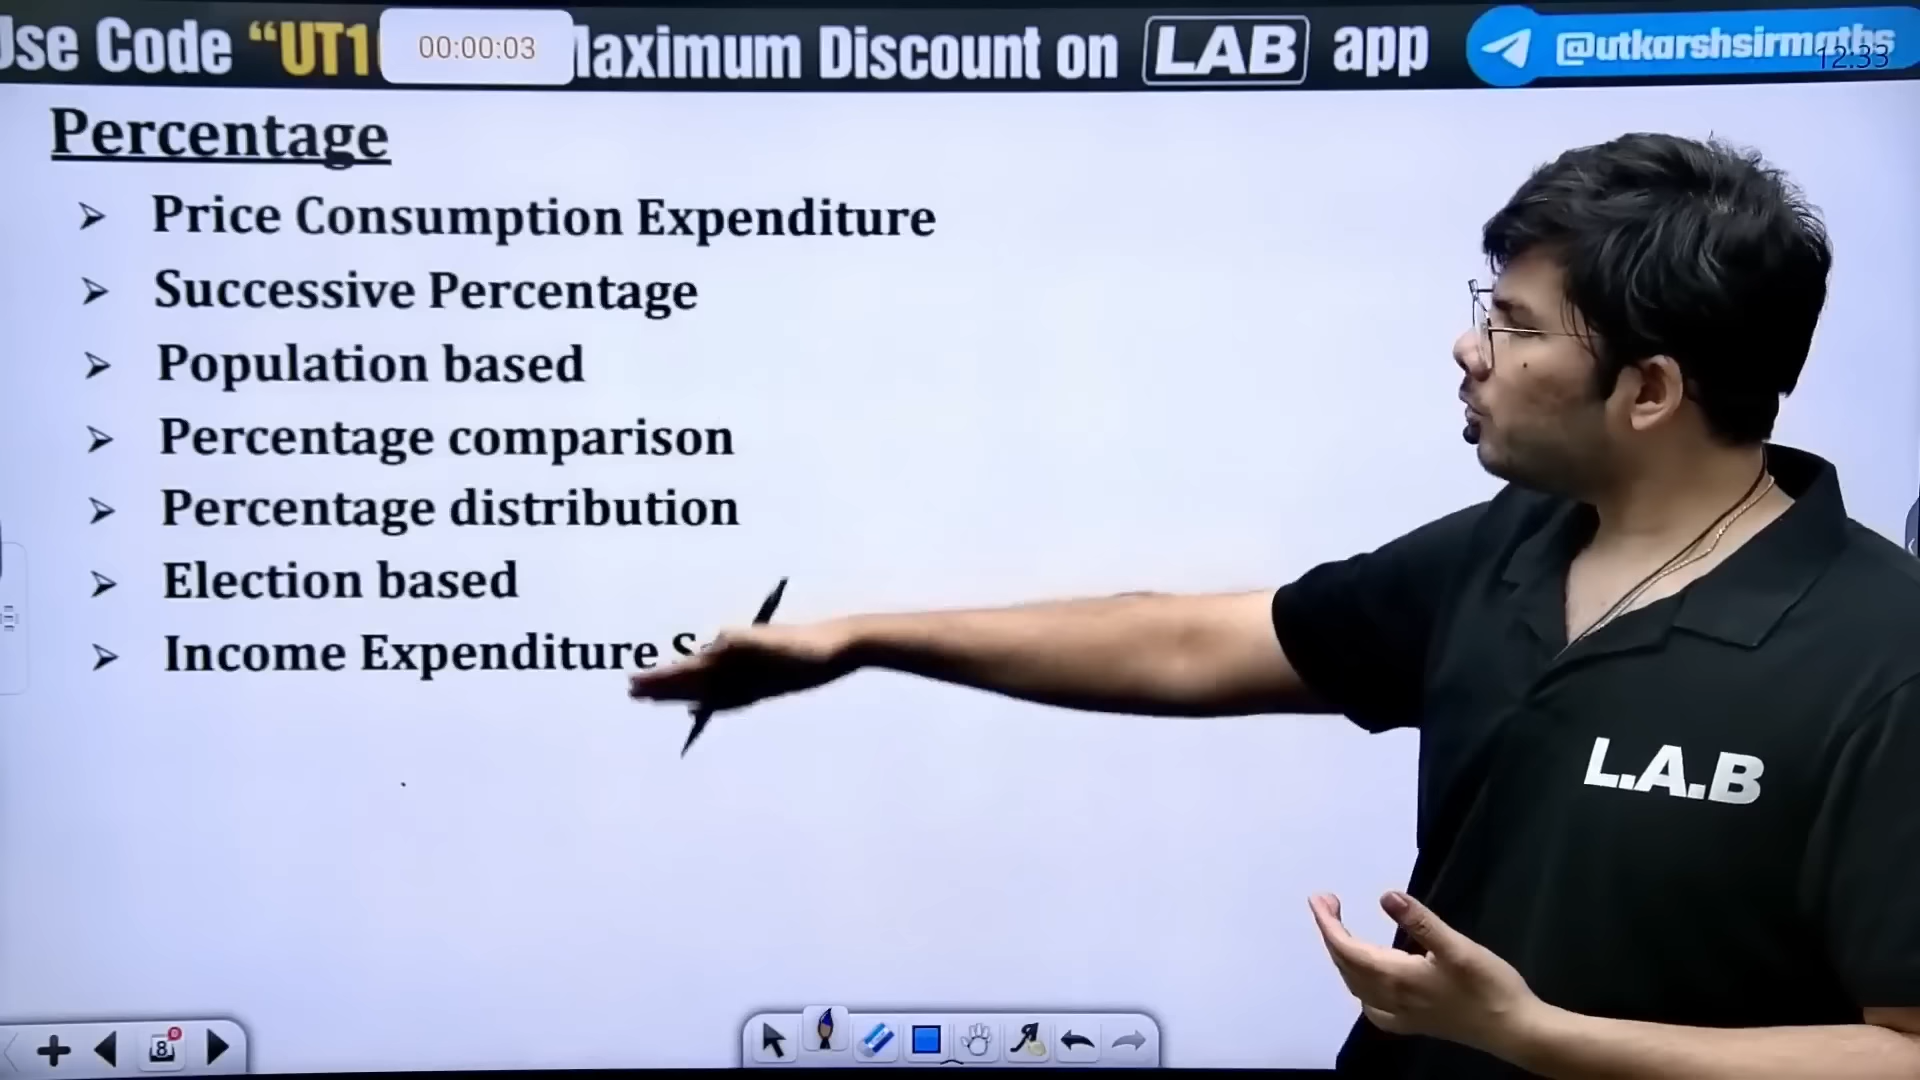 Use Code “UT1
00:00:03
Maximum Discount on LAB app
@utkarshsirmaths
12:33
Percentage
➢ Price Consumption Expenditure
➢ Successive Percentage
➢ Population based
➢ Percentage comparison
➢ Percentage distribution
➢ Election based
➢ Income Expenditure
L.A.B
8